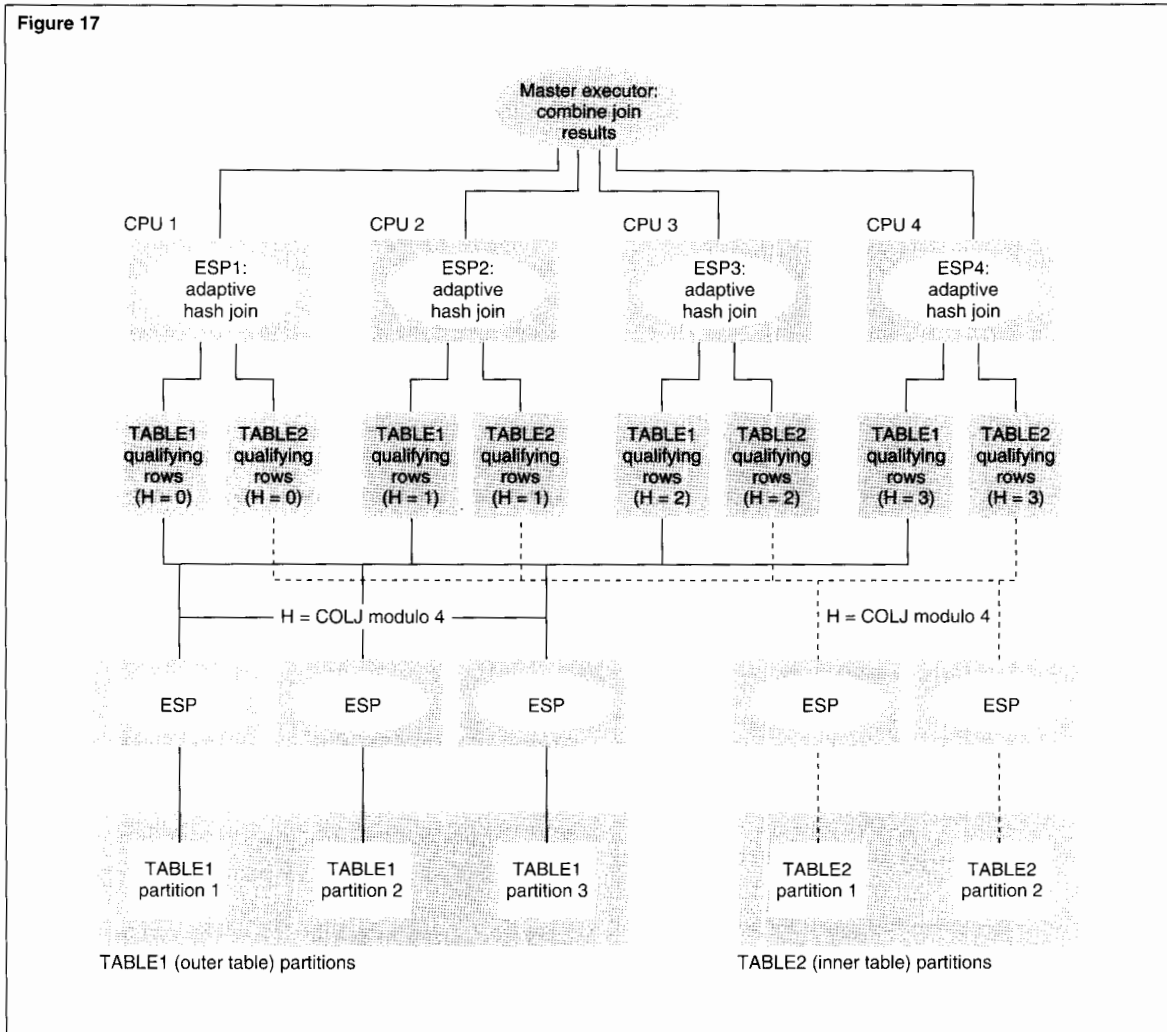 Figure 17
Master executor:
combine join
results
CPU 1
CPU 2
CPU 3
CPU 4
ESP1:
adaptive
hash join
ESP2:
adaptive
hash join
ESP3:
adaptive
hash join
ESP4:
adaptive
hash join
TABLE1
qualifying
rows
(H = 0)
TABLE2
qualifying
rows
(H = 0)
TABLE1
qualifying
rows
(H = 1)
TABLE2
qualifying
rows
(H = 1)
TABLE1
qualifying
rows
(H = 2)
TABLE2
qualifying
rows
(H = 2)
TABLE1
qualifying
rows
(H = 3)
TABLE2
qualifying
rows
(H = 3)
H = COLJ modulo 4
H = COLJ modulo 4
ESP
ESP
ESP
ESP
ESP
TABLE1
partition 1
TABLE1
partition 2
TABLE1
partition 3
TABLE2
partition 1
TABLE2
partition 2
TABLE1 (outer table) partitions
TABLE2 (inner table) partitions